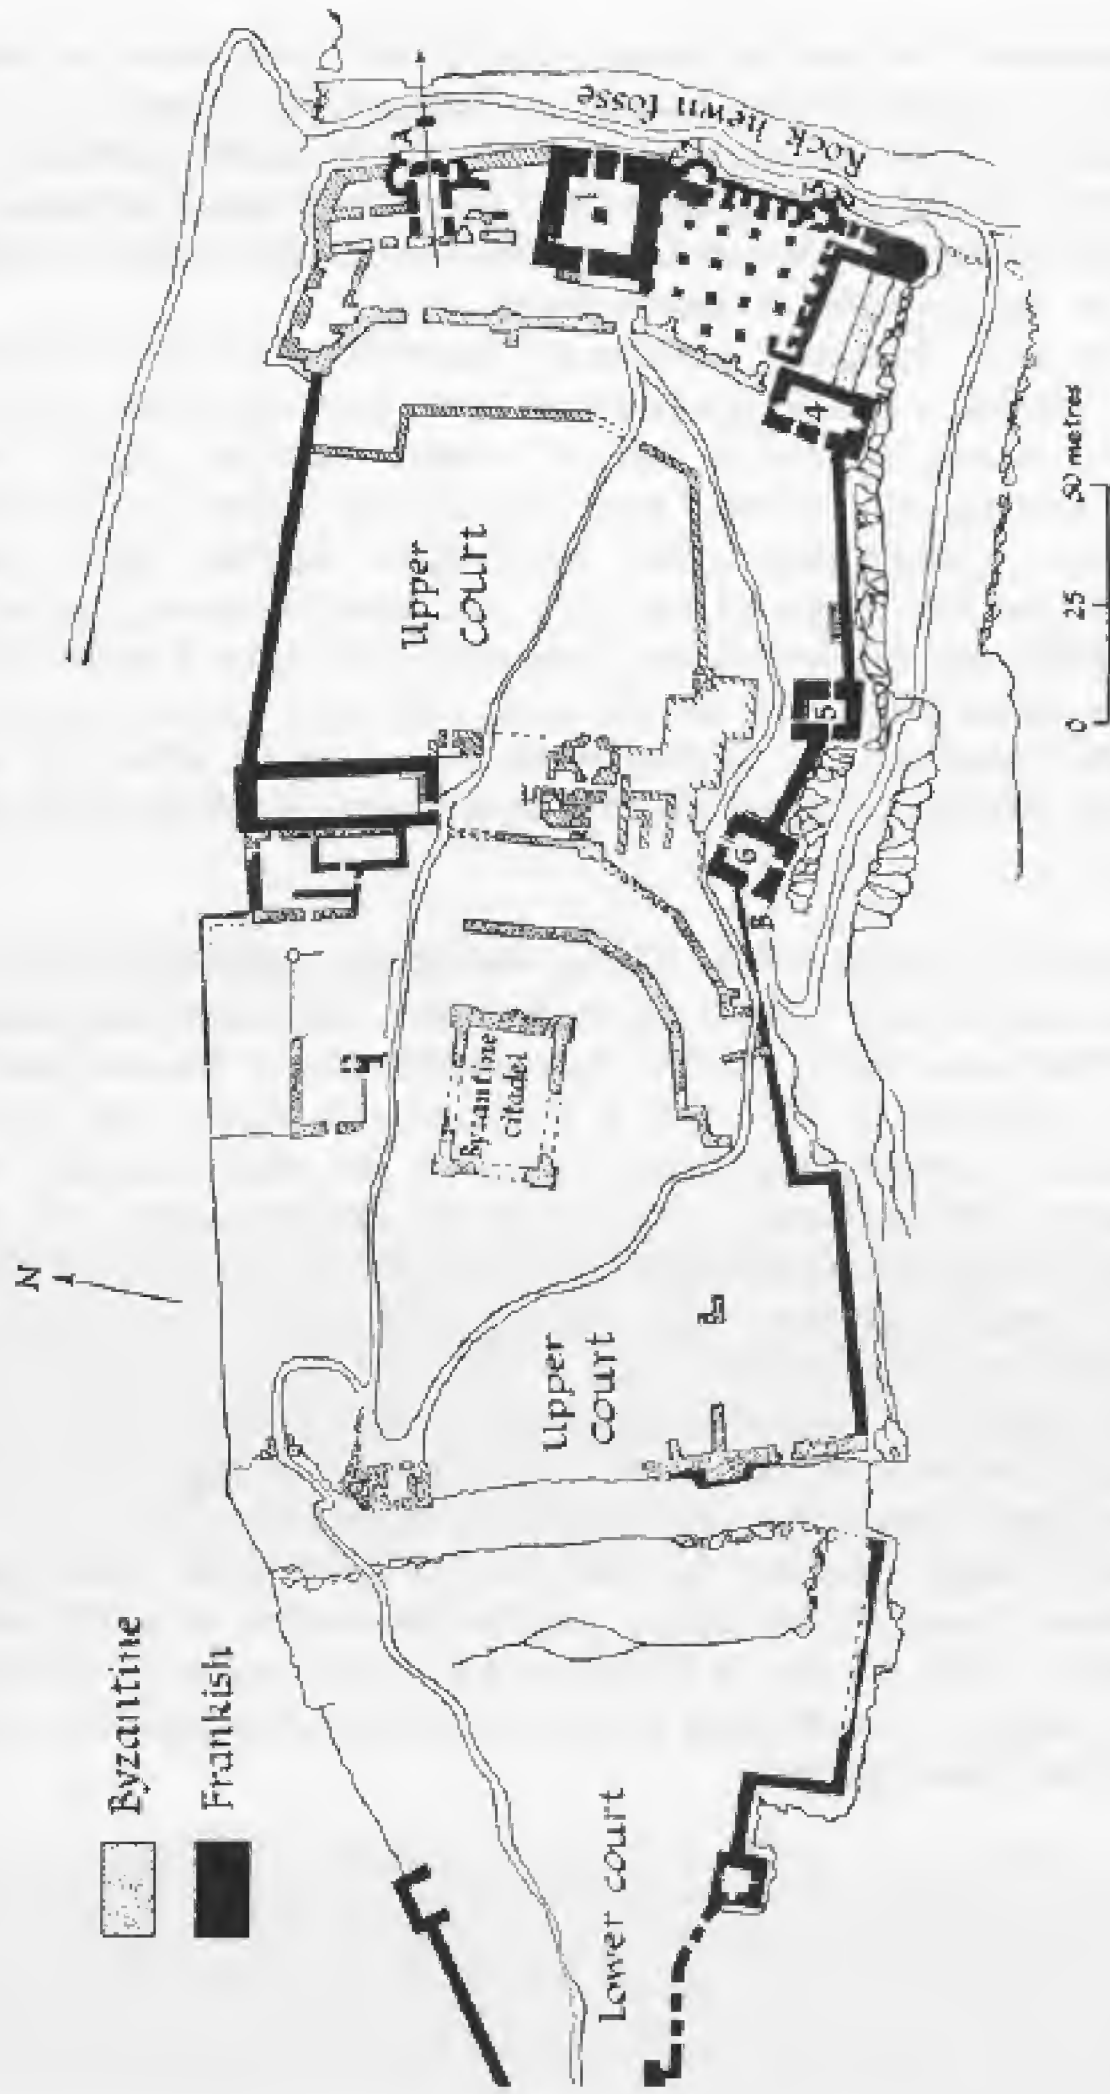 Byzantine
Frankish
N
Rock hewn fosse
A
1
4
5
6
B
Upper
court
Byzantine
citadel
Upper
court
Lower court
0 25 50 metres